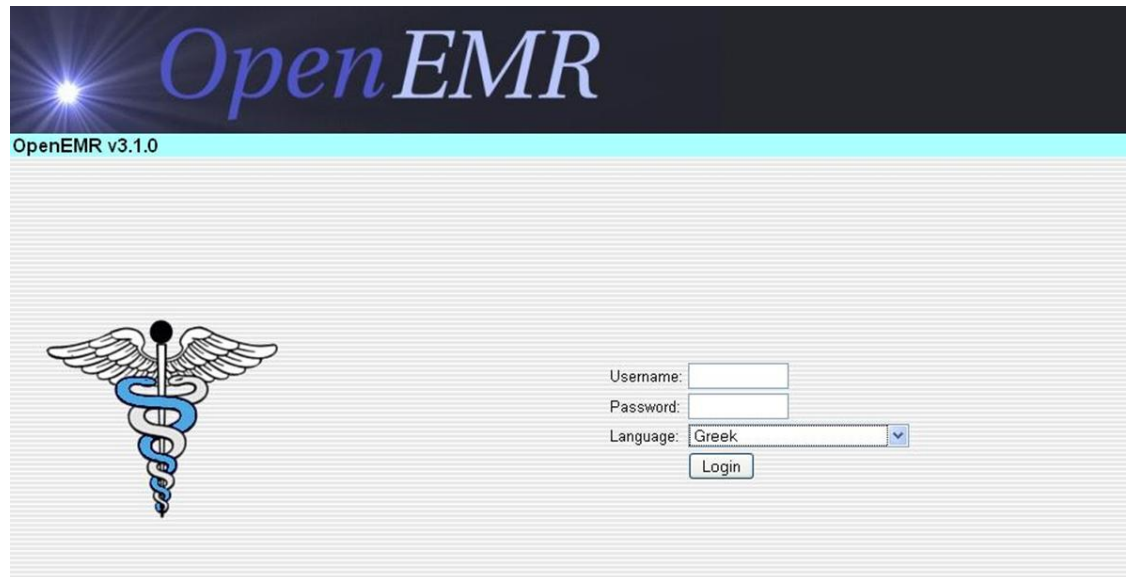 OpenEMR
OpenEMR v3.1.0
Username:
Password:
Language: Greek
Login